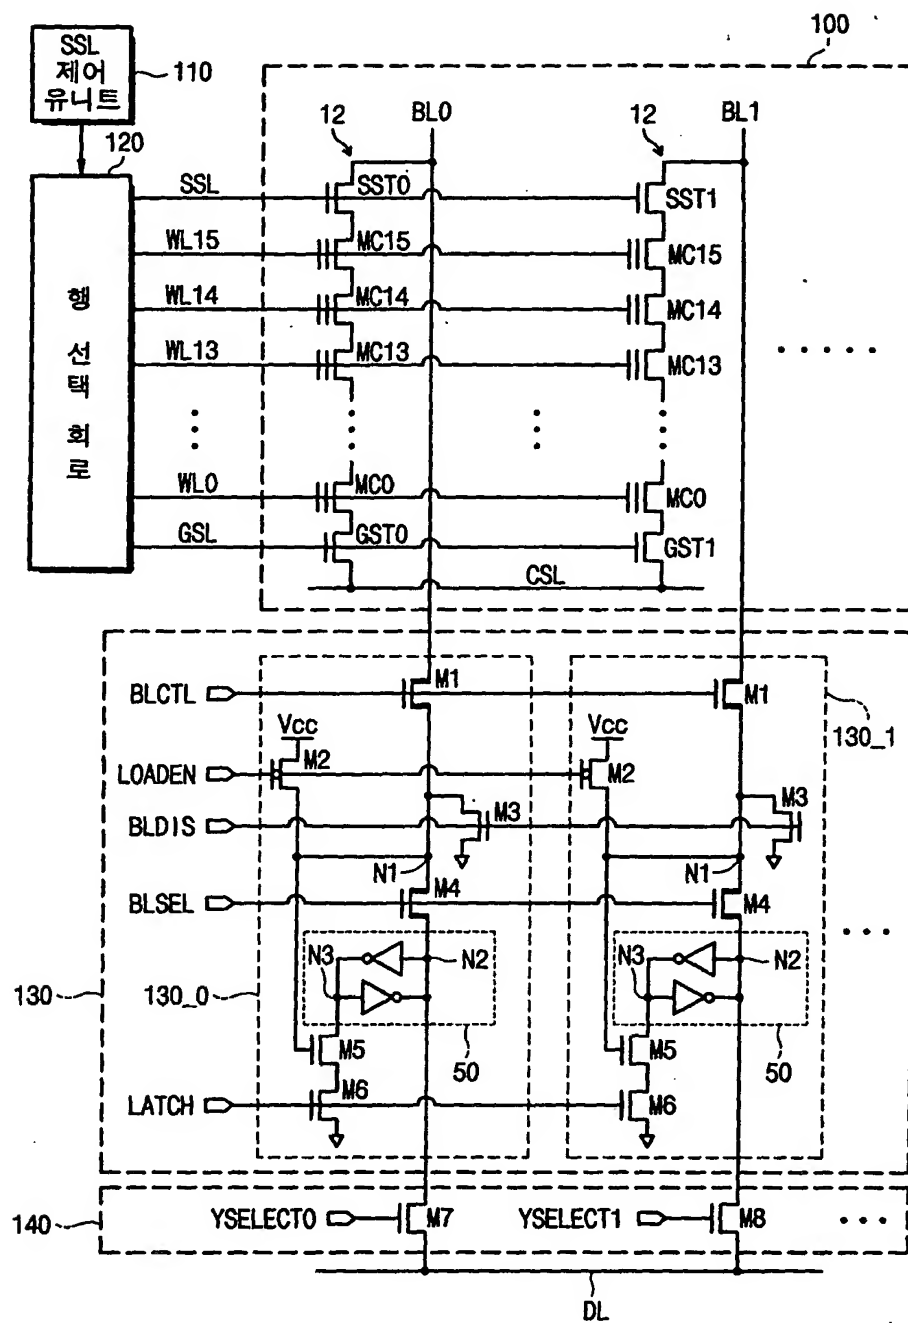 100
SSL
제어
유니트
110
120
행
선
택
회
로
12
BL0
12
BL1
SSL
SST0
SST1
WL15
MC15
MC15
WL14
MC14
MC14
WL13
MC13
MC13
WL0
MC0
MC0
GSL
GST0
GST1
CSL
BLCTL
M1
M1
130_1
Vcc
Vcc
LOADEN
M2
M2
BLDIS
M3
M3
N1
N1
BLSEL
M4
M4
N3
N2
N3
N2
130
130_0
M5
50
M5
50
LATCH
M6
M6
140
YSELECT0
M7
YSELECT1
M8
DL